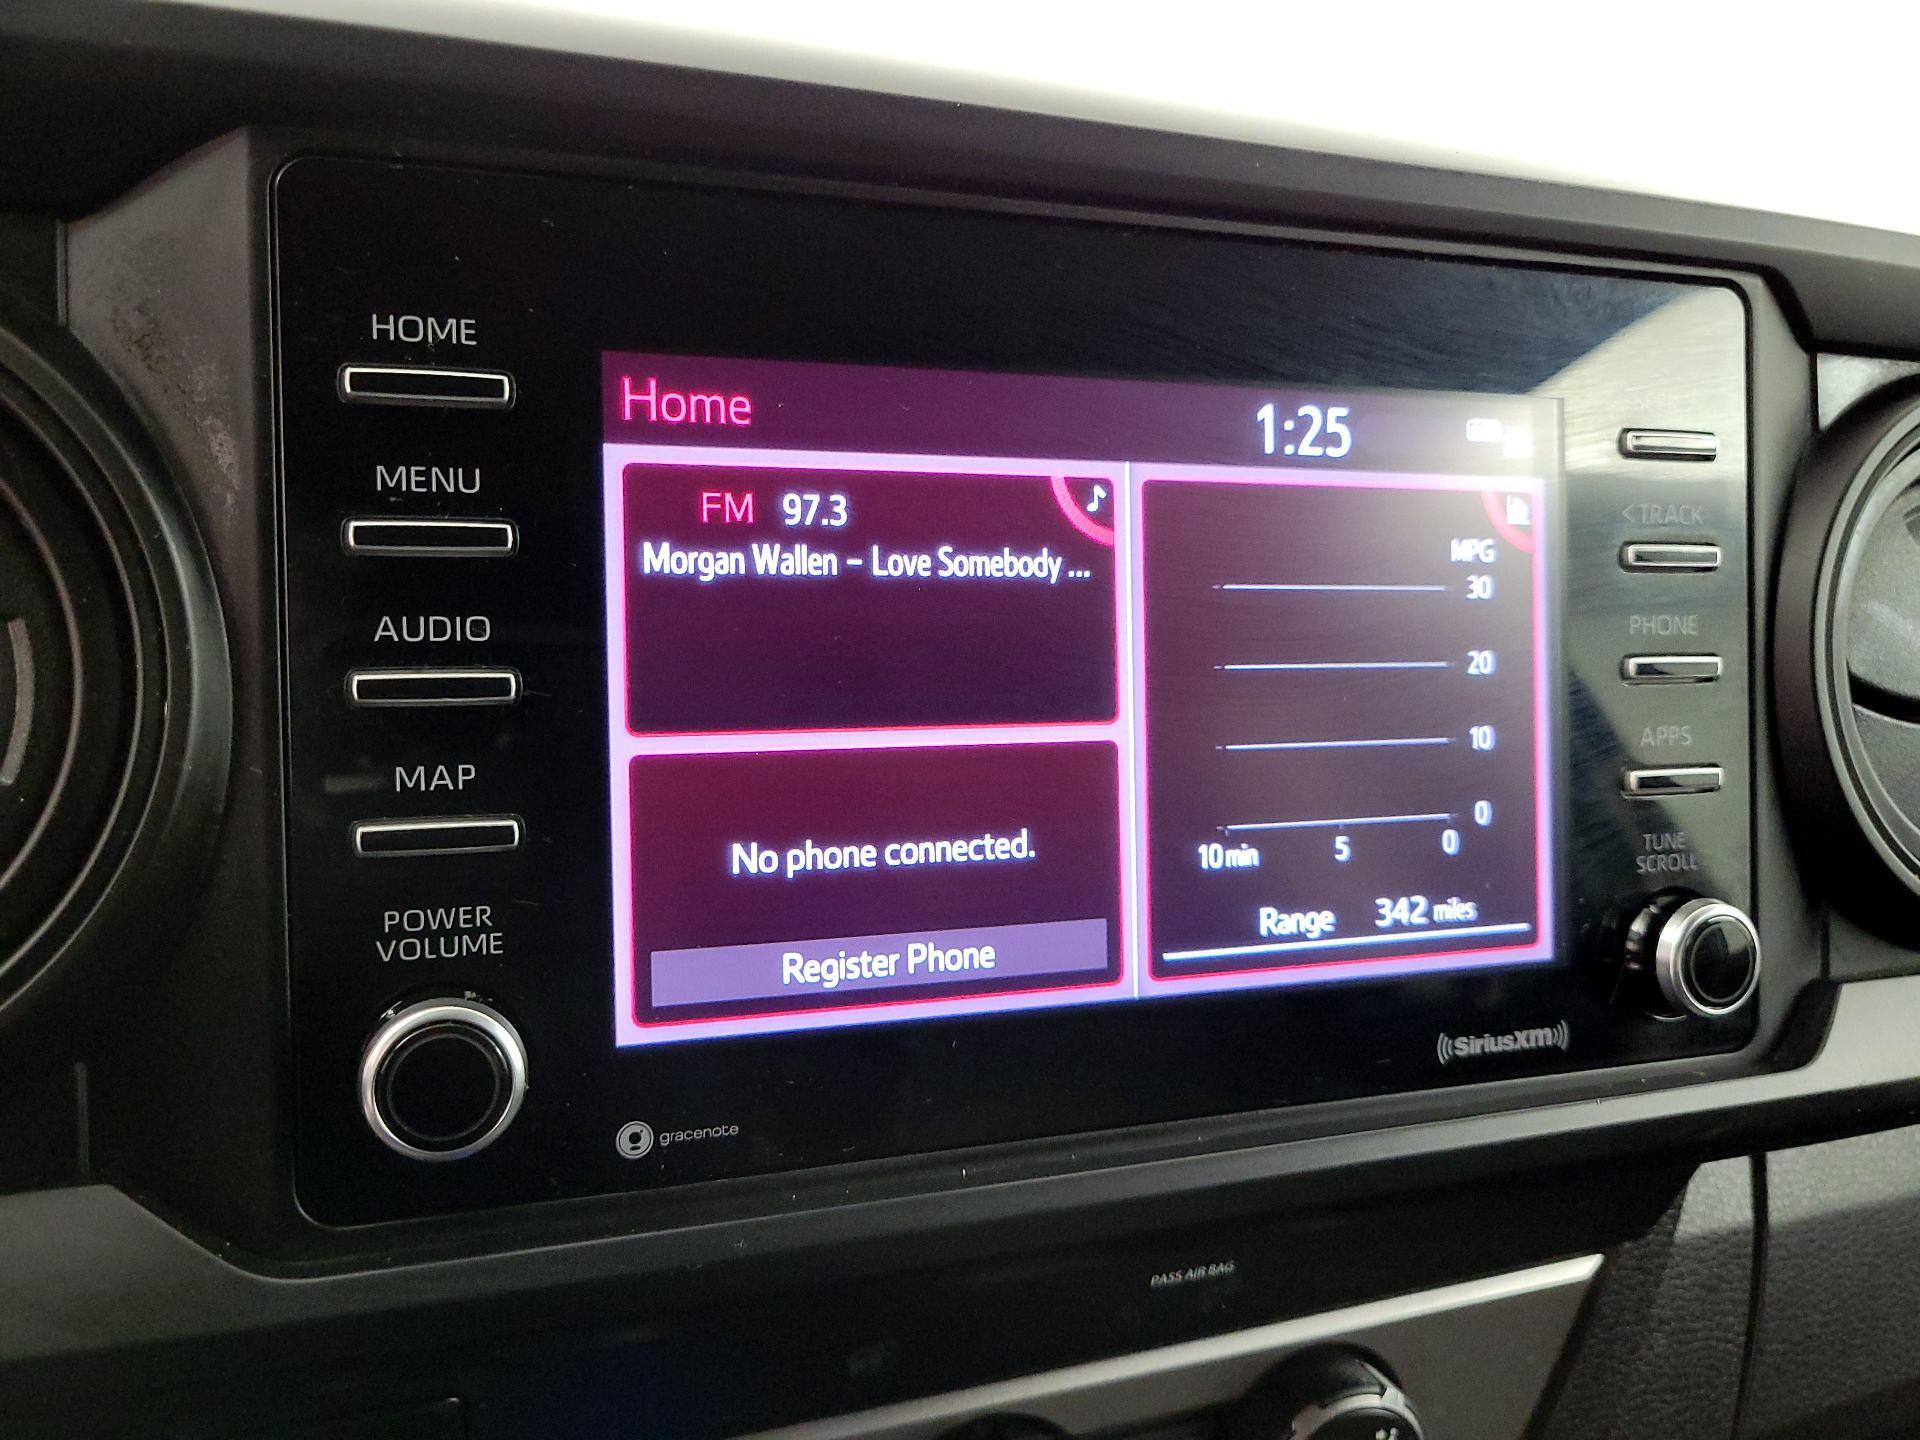 HOME
MENU
AUDIO
MAP
POWER
VOLUME
Home
1:25
FM 97.3
Morgan Wallen – Love Somebody ...
No phone connected.
Register Phone
MPG
30
20
10
0
10 min 5 0
Range 342 miles
< TRACK
PHONE
APPS
TUNE
SCROLL
((SiriusXM))
gracenote
PASS AIR BAG